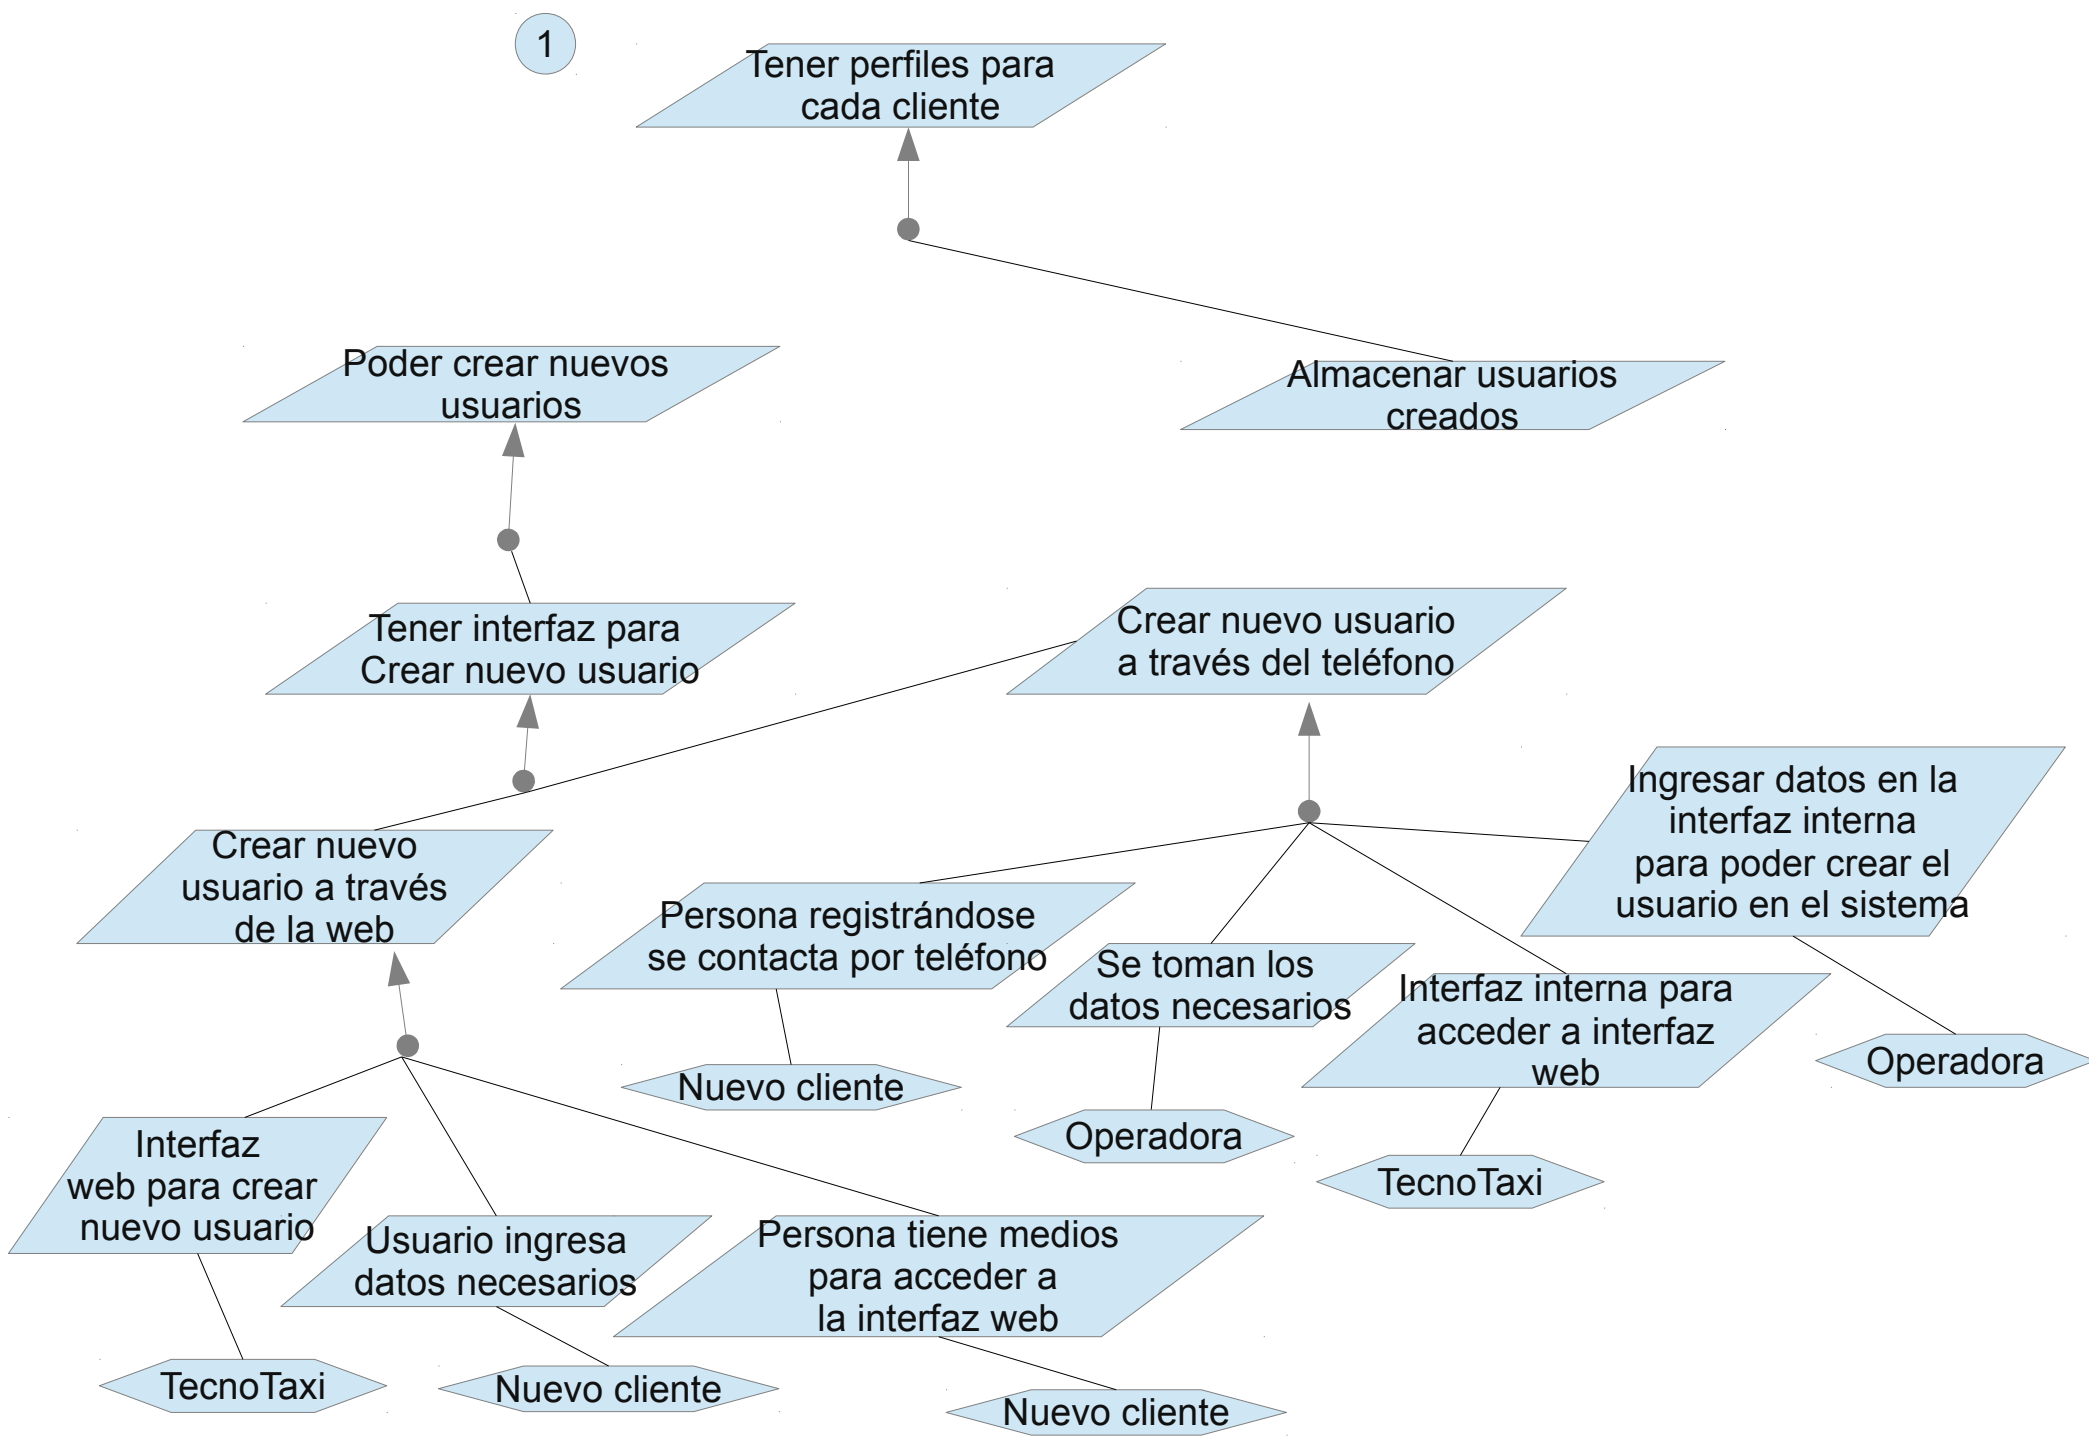 1
Tener perfiles para
cada cliente
Poder crear nuevos
usuarios
Almacenar usuarios
creados
Tener interfaz para
Crear nuevo usuario
Crear nuevo usuario
a través del teléfono
Ingresar datos en la
interfaz interna
para poder crear el
usuario en el sistema
Crear nuevo
usuario a través
de la web
Persona registrándose
se contacta por teléfono
Se toman los
datos necesarios
Interfaz interna para
acceder a interfaz
web
Operadora
Nuevo cliente
Operadora
TecnoTaxi
Interfaz
web para crear
nuevo usuario
Usuario ingresa
datos necesarios
Persona tiene medios
para acceder a
la interfaz web
TecnoTaxi
Nuevo cliente
Nuevo cliente